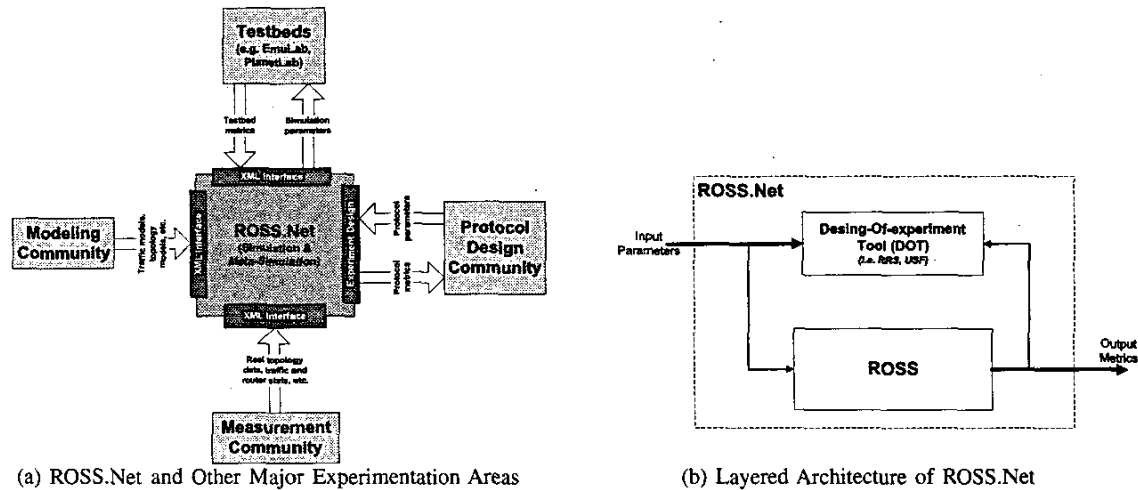 Testbeds
(e.g. EmuLab,
PlanetLab)
Testbed
metrics
Simulation
parameters
XML Interface
Modeling
Community
Traffic models,
topology
models, etc.
XML Interface
ROSS.Net
(Simulation &
Meta-Simulation)
Experiment Design
Protocol
parameters
Protocol
metrics
Protocol
Design
Community
XML Interface
Real topology
data, traffic and
router stats, etc.
Measurement
Community
(a) ROSS.Net and Other Major Experimentation Areas
ROSS.Net
Input
Parameters
Desing-Of-experiment
Tool (DOT)
(i.e. RRS, USF)
ROSS
Output
Metrics
(b) Layered Architecture of ROSS.Net